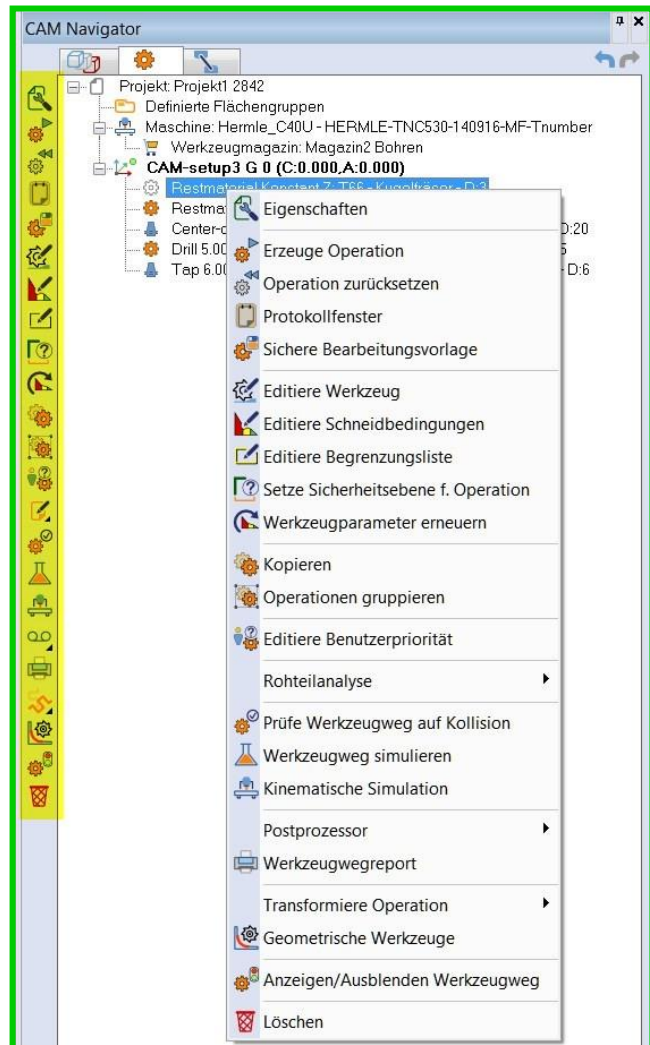 CAM Navigator
Projekt: Projekt1 2842
Definierte Flächengruppen
Maschine: Hermle_C40U - HERMLE-TNC530-140916-MF-Tnumber
Werkzeugmagazin: Magazin2 Bohren
CAM-setup3 G 0 (C:0.000,A:0.000)
Restmaterial Konstant 7: T66 - Kugelfräser - D:3
Restma
Center-d D:20
Drill 5.00 5
Tap 6.00 - D:6
Eigenschaften
Erzeuge Operation
Operation zurücksetzen
Protokollfenster
Sichere Bearbeitungsvorlage
Editiere Werkzeug
Editiere Schneidbedingungen
Editiere Begrenzungsliste
Setze Sicherheitsebene f. Operation
Werkzeugparameter erneuern
Kopieren
Operationen gruppieren
Editiere Benutzerpriorität
Rohteilanalyse
Prüfe Werkzeugweg auf Kollision
Werkzeugweg simulieren
Kinematische Simulation
Postprozessor
Werkzeugwegreport
Transformiere Operation
Geometrische Werkzeuge
Anzeigen/Ausblenden Werkzeugweg
Löschen